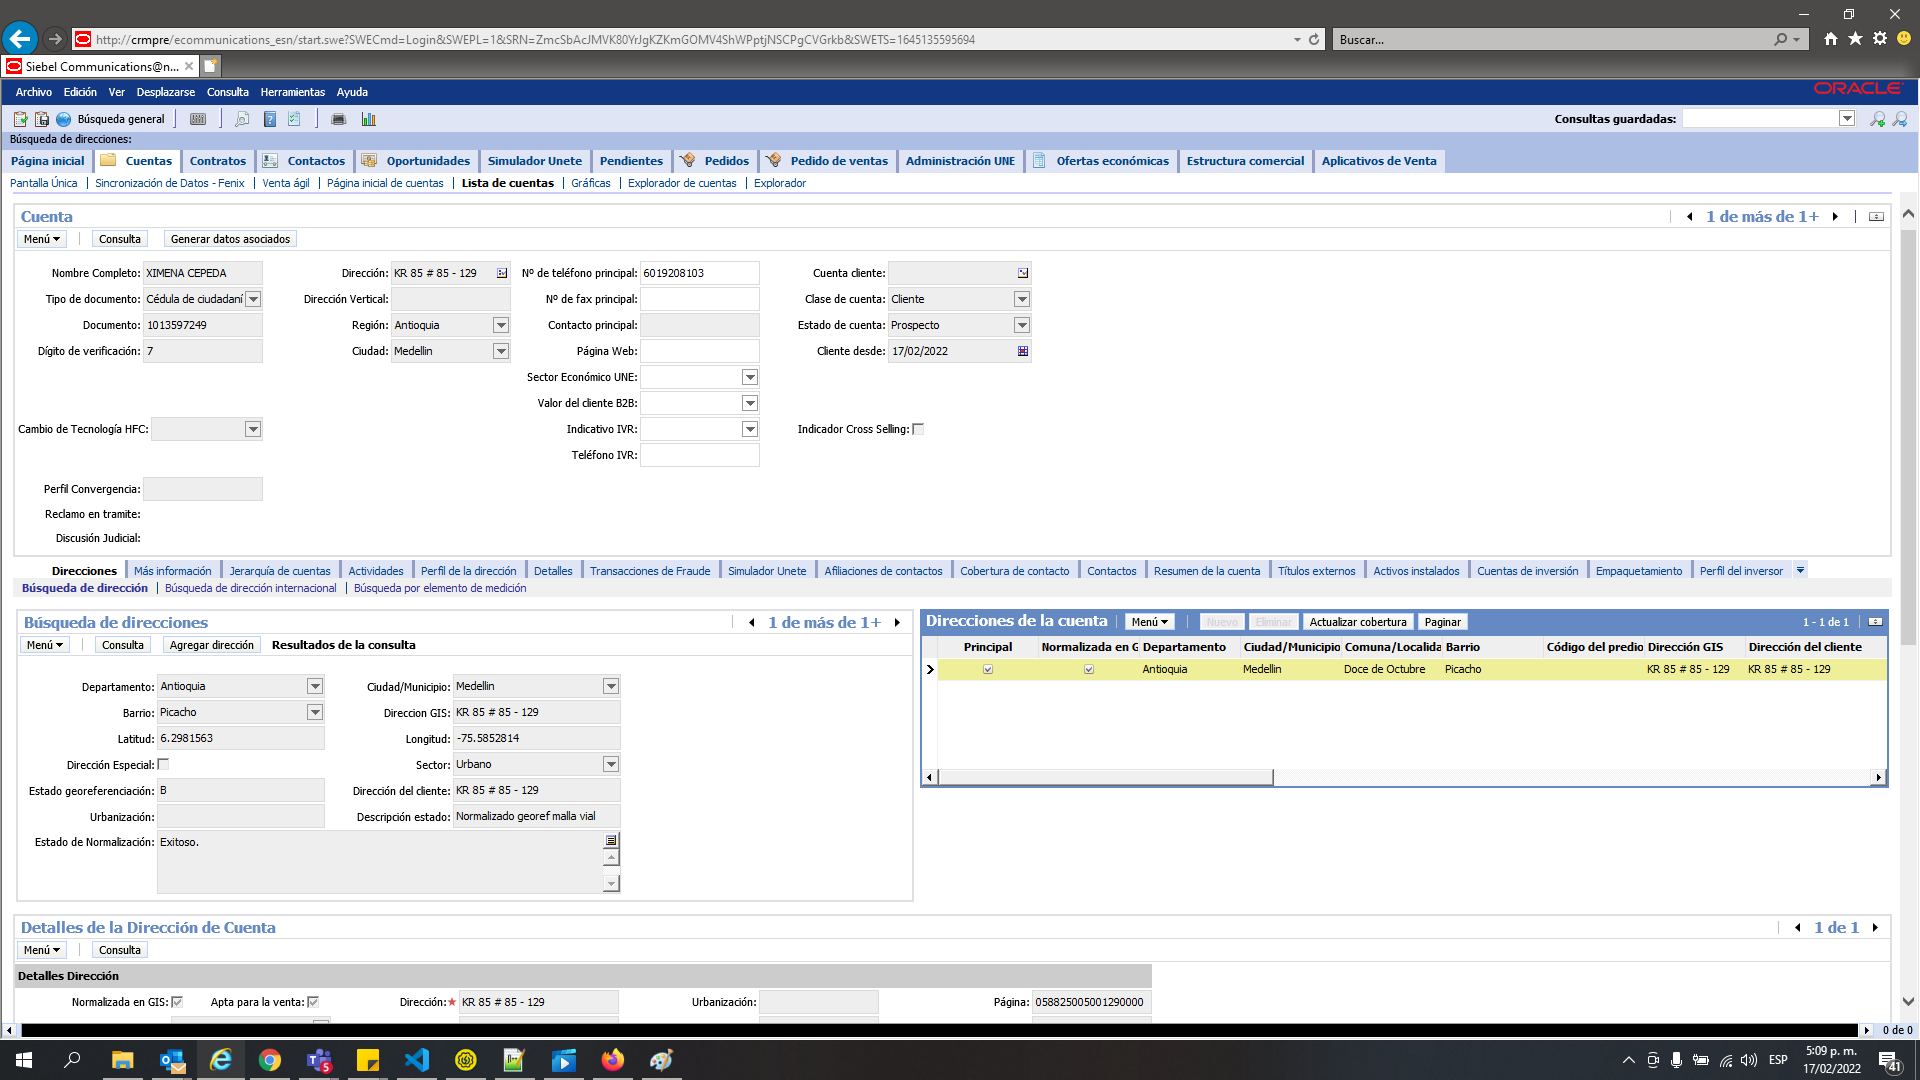 http://crmpre/ecommunications_esn/start.swe?SWECmd=Login&SWEPL=1&SRN=ZmcSbAcJMVK80YrJgKZKmGOMV4ShWPptjNSCPgCVGrkb&SWETS=1645135595694
Buscar...
Siebel Communications@n...
Archivo Edición Ver Desplazarse Consulta Herramientas Ayuda
ORACLE
Búsqueda general
Consultas guardadas:
Búsqueda de direcciones:
Página inicial Cuentas Contratos Contactos Oportunidades Simulador Unete Pendientes Pedidos Pedido de ventas Administración UNE Ofertas económicas Estructura comercial Aplicativos de Venta
Pantalla Única Sincronización de Datos - Fenix Venta ágil Página inicial de cuentas Lista de cuentas Gráficas Explorador de cuentas Explorador
Cuenta
1 de más de 1+
Menú Consulta Generar datos asociados
Nombre Completo: XIMENA CEPEDA Dirección: KR 85 # 85 - 129 Nº de teléfono principal: 6019208103 Cuenta cliente:
Tipo de documento: Cédula de ciudadaní Dirección Vertical: Nº de fax principal: Clase de cuenta: Cliente
Documento: 1013597249 Región: Antioquia Contacto principal: Estado de cuenta: Prospecto
Dígito de verificación: 7 Ciudad: Medellin Página Web: Cliente desde: 17/02/2022
Sector Económico UNE:
Valor del cliente B2B:
Cambio de Tecnología HFC: Indicativo IVR: Indicador Cross Selling:
Teléfono IVR:
Perfil Convergencia:
Reclamo en tramite:
Discusión Judicial:
Direcciones Más información Jerarquía de cuentas Actividades Perfil de la dirección Detalles Transacciones de Fraude Simulador Unete Afiliaciones de contactos Cobertura de contacto Contactos Resumen de la cuenta Títulos externos Activos instalados Cuentas de inversión Empaquetamiento Perfil del inversor
Búsqueda de dirección Búsqueda de dirección internacional Búsqueda por elemento de medición
Búsqueda de direcciones
1 de más de 1+
Menú Consulta Agregar dirección Resultados de la consulta
Departamento: Antioquia Ciudad/Municipio: Medellin
Barrio: Picacho Direccion GIS: KR 85 # 85 - 129
Latitud: 6.2981563 Longitud: -75.5852814
Dirección Especial: Sector: Urbano
Estado georeferenciación: B Dirección del cliente: KR 85 # 85 - 129
Urbanización: Descripción estado: Normalizado georef malla vial
Estado de Normalización: Exitoso.
Direcciones de la cuenta Menú Nuevo Eliminar Actualizar cobertura Paginar 1 - 1 de 1
Principal Normalizada en G Departamento Ciudad/Municipio Comuna/Localida Barrio Código del predio Dirección GIS Dirección del cliente
Antioquia Medellin Doce de Octubre Picacho KR 85 # 85 - 129 KR 85 # 85 - 129
Detalles de la Dirección de Cuenta
1 de 1
Menú Consulta
Detalles Dirección
Normalizada en GIS: Apta para la venta: Dirección:* KR 85 # 85 - 129 Urbanización: Página: 058825005001290000
0 de 0
5
ESP
5:09 p. m.
17/02/2022
41